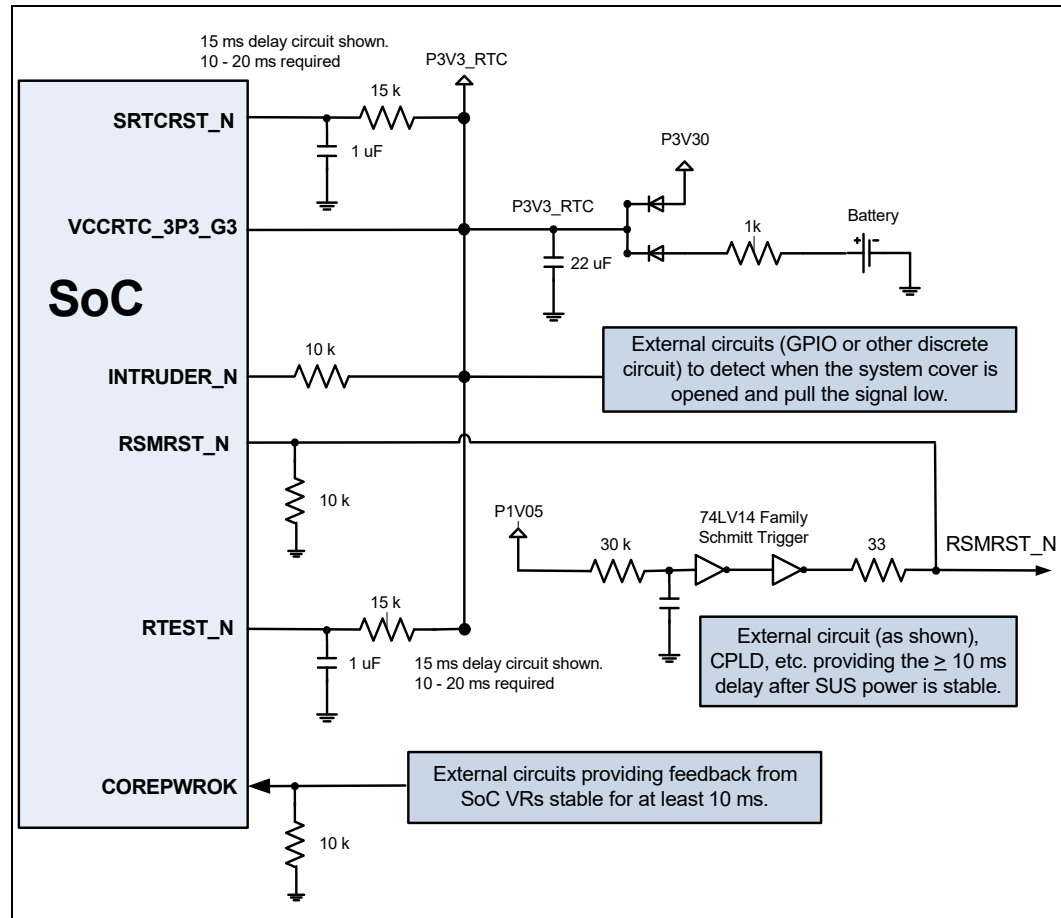 15 ms delay circuit shown.
10 - 20 ms required
P3V3_RTC
15 k
SRTCRST_N
1 uF
P3V30
VCCRTC_3P3_G3
P3V3_RTC
1k
Battery
+ -
22 uF
SoC
10 k
INTRUDER_N
External circuits (GPIO or other discrete
circuit) to detect when the system cover is
opened and pull the signal low.
RSMRST_N
10 k
P1V05
74LV14 Family
Schmitt Trigger
30 k
33
RSMRST_N
15 k
RTEST_N
1 uF
15 ms delay circuit shown.
10 - 20 ms required
External circuit (as shown),
CPLD, etc. providing the ≥ 10 ms
delay after SUS power is stable.
COREPWROK
External circuits providing feedback from
SoC VRs stable for at least 10 ms.
10 k